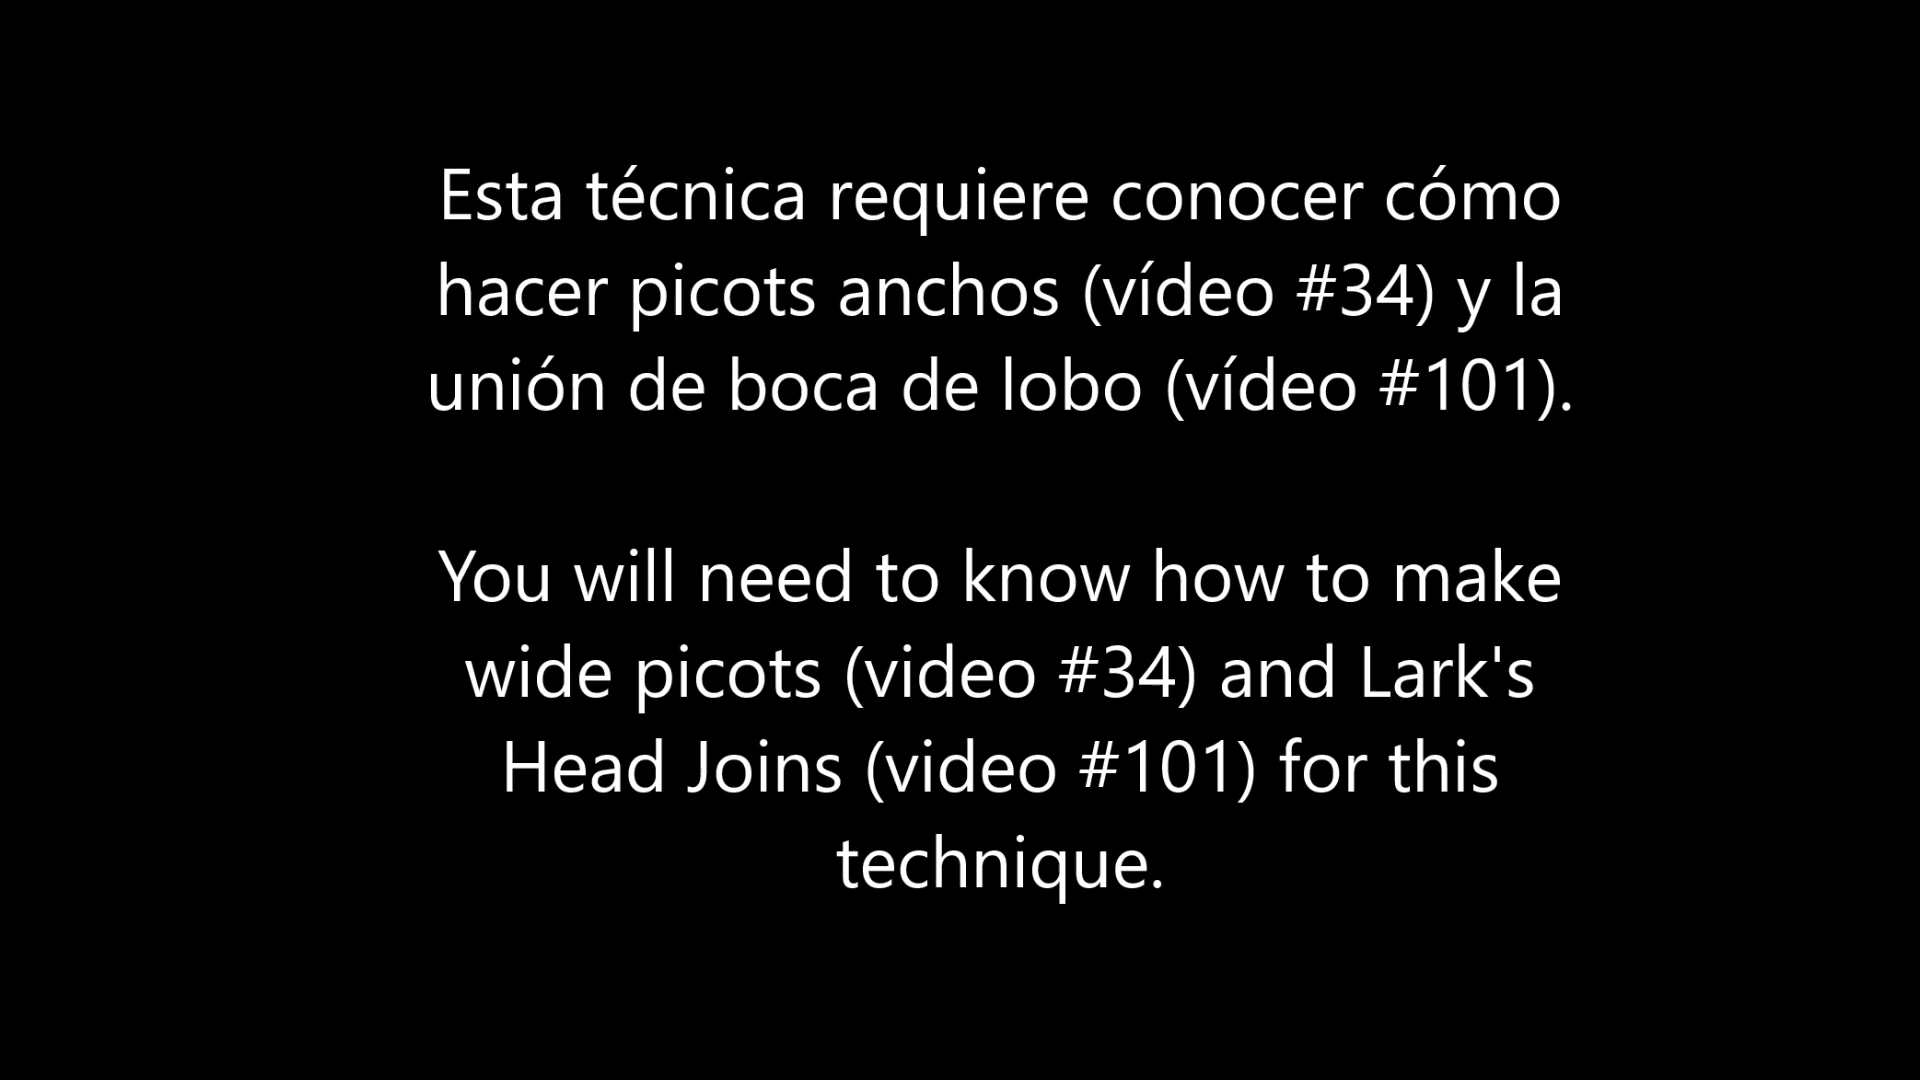 Esta técnica requiere conocer cómo
hacer picots anchos (vídeo #34) y la
unión de boca de lobo (vídeo #101).
You will need to know how to make
wide picots (video #34) and Lark's
Head Joins (video #101) for this
technique.